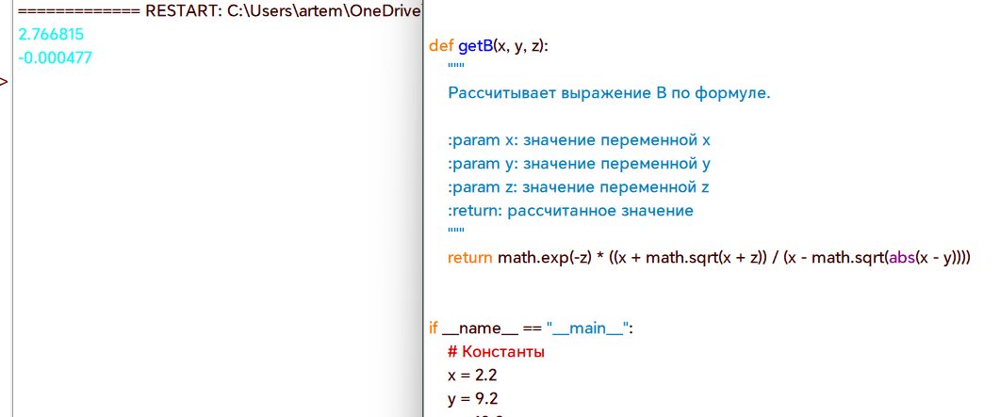 ============= RESTART: C:\Users\artem\OneDrive
2.766815
-0.000477
>
def getB(x, y, z):
"""
Рассчитывает выражение B по формуле.
:param x: значение переменной x
:param y: значение переменной y
:param z: значение переменной z
:return: рассчитанное значение
"""
return math.exp(-z) * ((x + math.sqrt(x + z)) / (x - math.sqrt(abs(x - y))))
if __name__ == "__main__":
# Константы
x = 2.2
y = 9.2